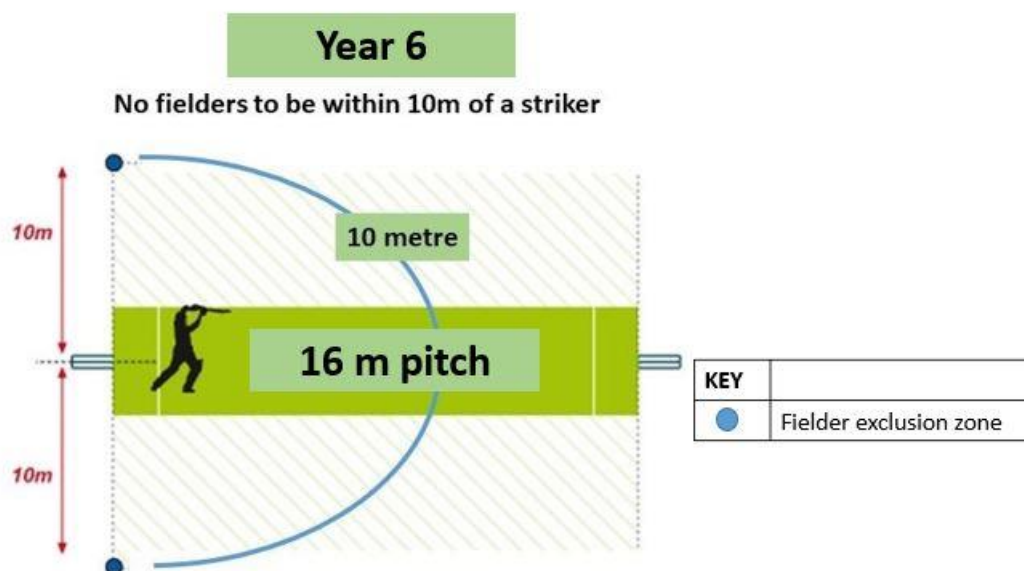 Year 6
No fielders to be within 10m of a striker
10m
10 metre
16 m pitch
KEY
Fielder exclusion zone
10m